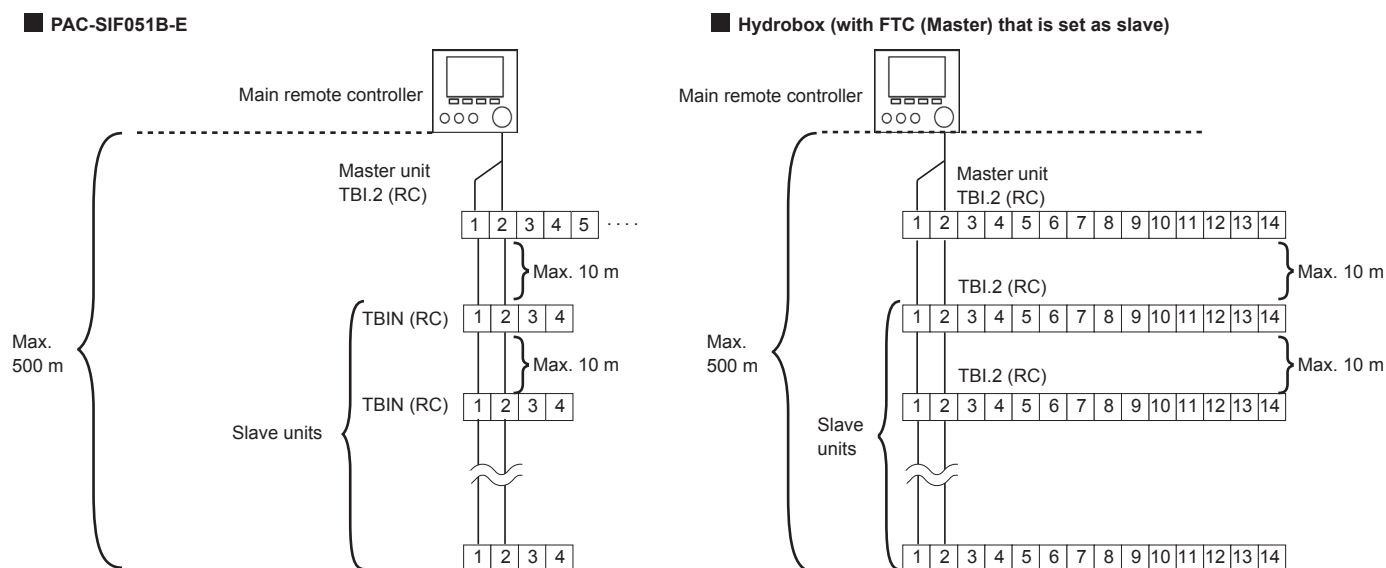 PAC-SIF051B-E
Main remote controller
Master unit
TBI.2 (RC)
1 2 3 4 5 ····
Max. 10 m
TBIN (RC)
1 2 3 4
Max.
500 m
Max. 10 m
TBIN (RC)
1 2 3 4
Slave units
1 2 3 4
Hydrobox (with FTC (Master) that is set as slave)
Main remote controller
Master unit
TBI.2 (RC)
1 2 3 4 5 6 7 8 9 10 11 12 13 14
Max. 10 m
TBI.2 (RC)
1 2 3 4 5 6 7 8 9 10 11 12 13 14
Max.
500 m
Max. 10 m
TBI.2 (RC)
1 2 3 4 5 6 7 8 9 10 11 12 13 14
Slave
units
1 2 3 4 5 6 7 8 9 10 11 12 13 14